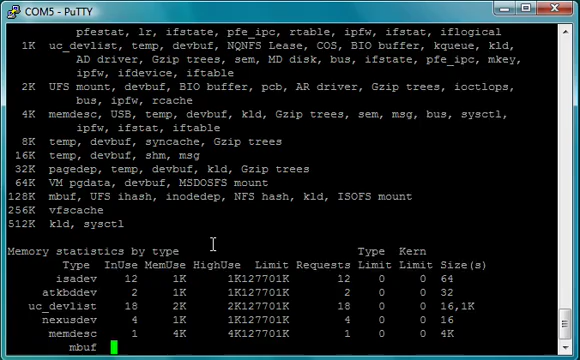 COM5 - PuTTY
pfestat, lr, ifstate, pfe_ipc, rtable, ipfw, ifstat, iflogical
1K uc_devlist, temp, devbuf, NQNFS Lease, COS, BIO buffer, kqueue, kld,
AD driver, Gzip trees, sem, MD disk, bus, ifstate, pfe_ipc, mkey,
ipfw, ifdevice, iftable
2K UFS mount, devbuf, BIO buffer, pcb, AR driver, Gzip trees, ioctlops,
bus, ipfw, rcache
4K memdesc, USB, temp, devbuf, kld, Gzip trees, sem, msg, bus, sysctl,
ipfw, ifstat, iftable
8K temp, devbuf, syncache, Gzip trees
16K temp, devbuf, shm, msg
32K pagedep, temp, devbuf, kld, Gzip trees
64K VM pgdata, devbuf, MSDOSFS mount
128K mbuf, UFS ihash, inodedep, NFS hash, kld, ISOFS mount
256K vfscache
512K kld, sysctl
Memory statistics by type Type Kern
Type InUse MemUse HighUse Limit Requests Limit Limit Size(s)
isadev 12 1K 1K127701K 12 0 0 64
atkbddev 2 1K 1K127701K 2 0 0 32
uc_devlist 18 2K 2K127701K 18 0 0 16,1K
nexusdev 4 1K 1K127701K 4 0 0 16
memdesc 1 4K 4K127701K 1 0 0 4K
mbuf